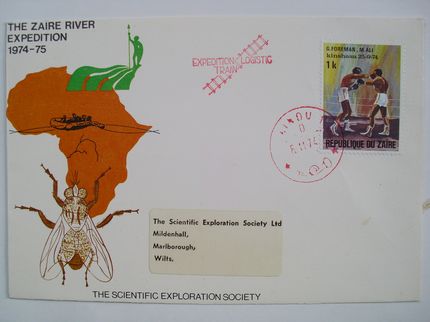 THE ZAIRE RIVER
EXPEDITION
1974-75
EXPEDITION LOGISTIC
TRAIN
G. FOREMAN, M. ALI
kinshasa 25-9-74
1k
REPUBLIQUE DU ZAIRE
The Scientific Exploration Society Ltd
Mildenhall,
Marlborough,
Wilts.
THE SCIENTIFIC EXPLORATION SOCIETY